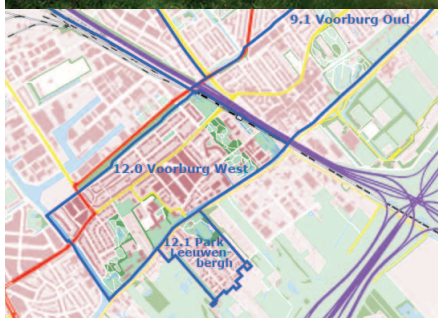 9.1 Voorburg Oud
12.0 Voorburg West
12.1 Park
Leeuwen-
bergh